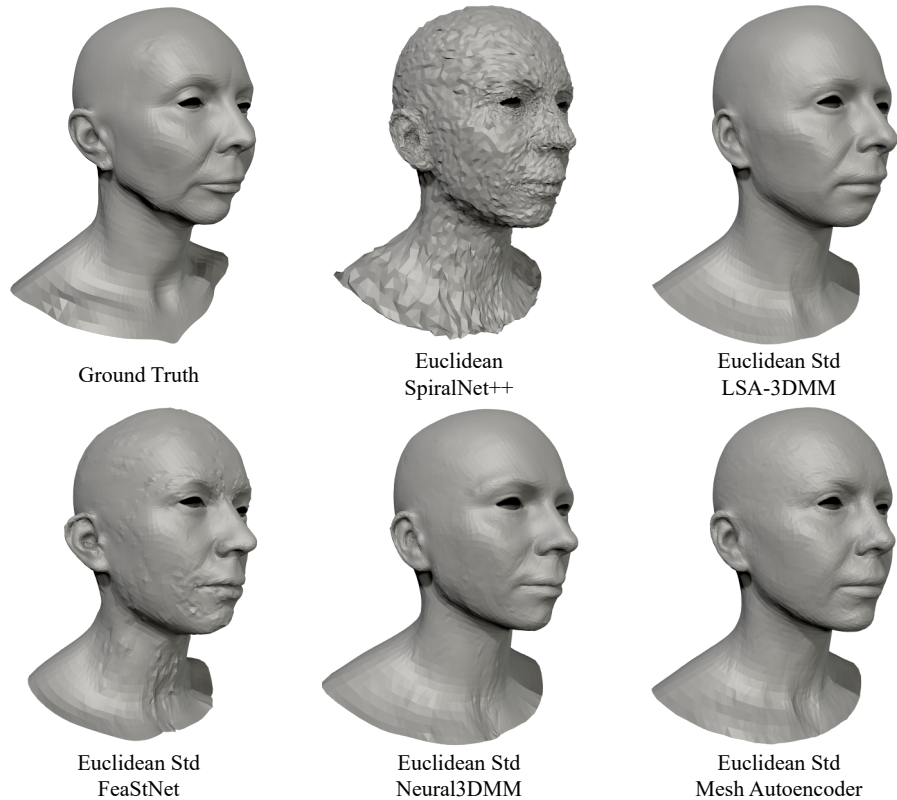 Ground Truth
Euclidean
SpiralNet++
Euclidean Std
LSA-3DMM
Euclidean Std
FeaStNet
Euclidean Std
Neural3DMM
Euclidean Std
Mesh Autoencoder